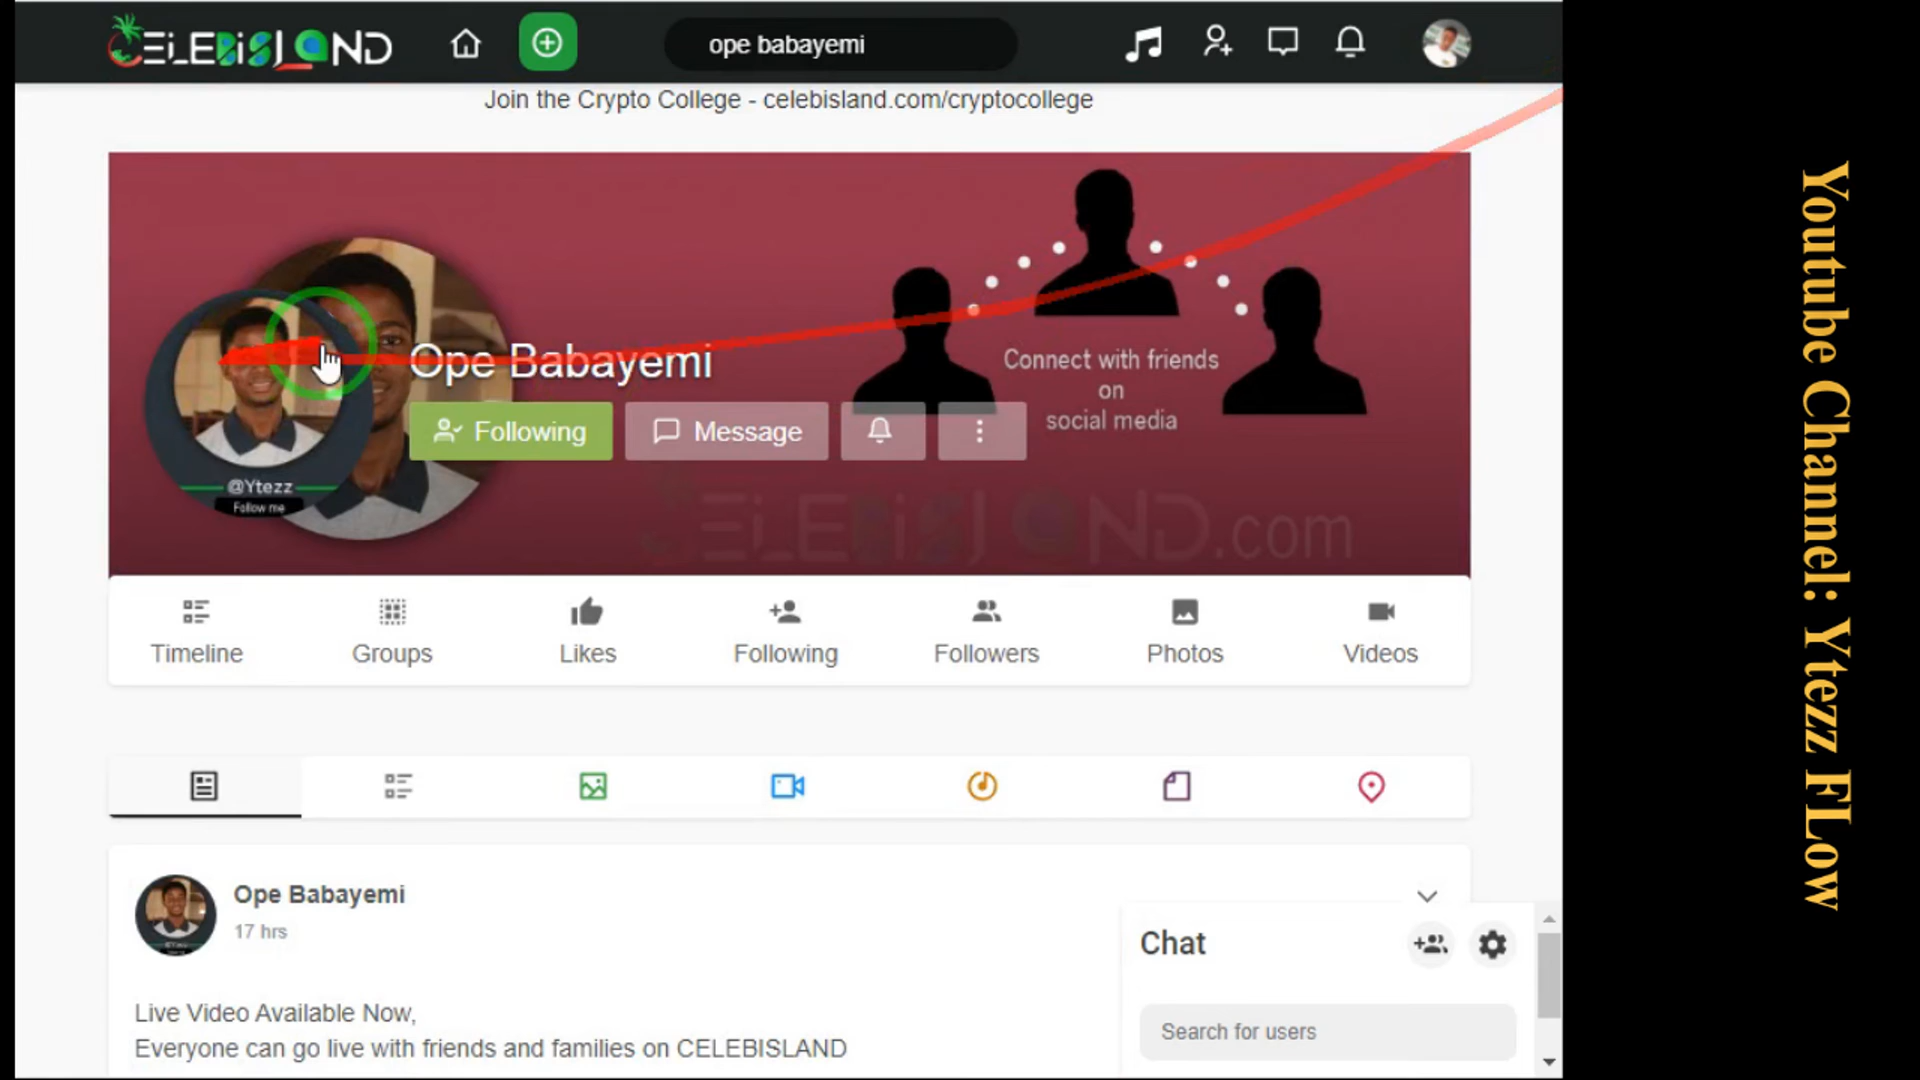 CELEBISLAND
ope babayemi
Join the Crypto College - celebisland.com/cryptocollege
Ope Babayemi
Following
Message
Connect with friends
on
social media
@Ytezz
Follow me
CELEBISLAND.com
Timeline
Groups
Likes
Following
Followers
Photos
Videos
Ope Babayemi
17 hrs
Live Video Available Now,
Everyone can go live with friends and families on CELEBISLAND
Chat
Search for users
Youtube Channel: Ytezz FLow